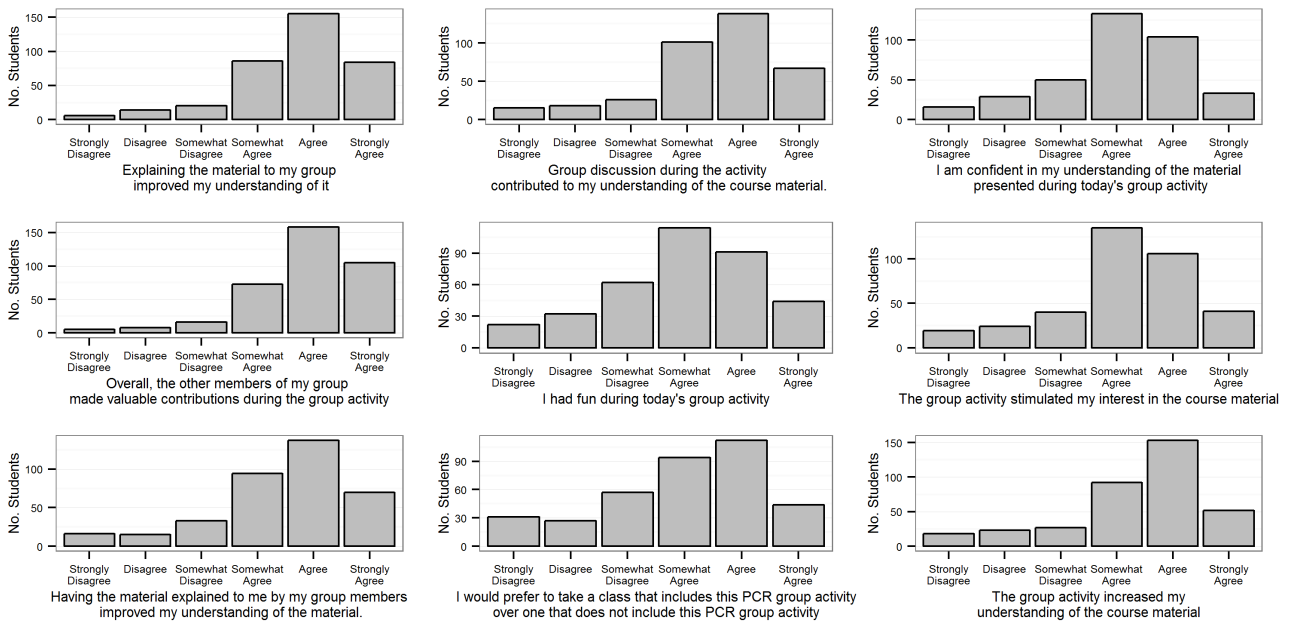 No. Students
150
100
50
0
Strongly Disagree Somewhat Somewhat Agree Strongly
Disagree Disagree Agree Agree
Explaining the material to my group
improved my understanding of it
No. Students
100
50
0
Strongly Disagree Somewhat Somewhat Agree Strongly
Disagree Disagree Agree Agree
Group discussion during the activity
contributed to my understanding of the course material.
No. Students
100
50
0
Strongly Disagree Somewhat Somewhat Agree Strongly
Disagree Disagree Agree Agree
I am confident in my understanding of the material
presented during today's group activity
No. Students
150
100
50
0
Strongly Disagree Somewhat Somewhat Agree Strongly
Disagree Disagree Agree Agree
Overall, the other members of my group
made valuable contributions during the group activity
No. Students
90
60
30
0
Strongly Disagree Somewhat Somewhat Agree Strongly
Disagree Disagree Agree Agree
I had fun during today's group activity
No. Students
100
50
0
Strongly Disagree Somewhat Somewhat Agree Strongly
Disagree Disagree Agree Agree
The group activity stimulated my interest in the course material
No. Students
100
50
0
Strongly Disagree Somewhat Somewhat Agree Strongly
Disagree Disagree Agree Agree
Having the material explained to me by my group members
improved my understanding of the material.
No. Students
90
60
30
0
Strongly Disagree Somewhat Somewhat Agree Strongly
Disagree Disagree Agree Agree
I would prefer to take a class that includes this PCR group activity
over one that does not include this PCR group activity
No. Students
150
100
50
0
Strongly Disagree Somewhat Somewhat Agree Strongly
Disagree Disagree Agree Agree
The group activity increased my
understanding of the course material